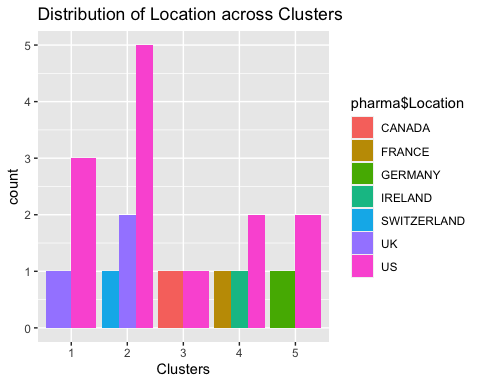 Distribution of Location across Clusters
count
5
4
3
2
1
0
1 2 3 4 5
Clusters
pharma$Location
CANADA
FRANCE
GERMANY
IRELAND
SWITZERLAND
UK
US